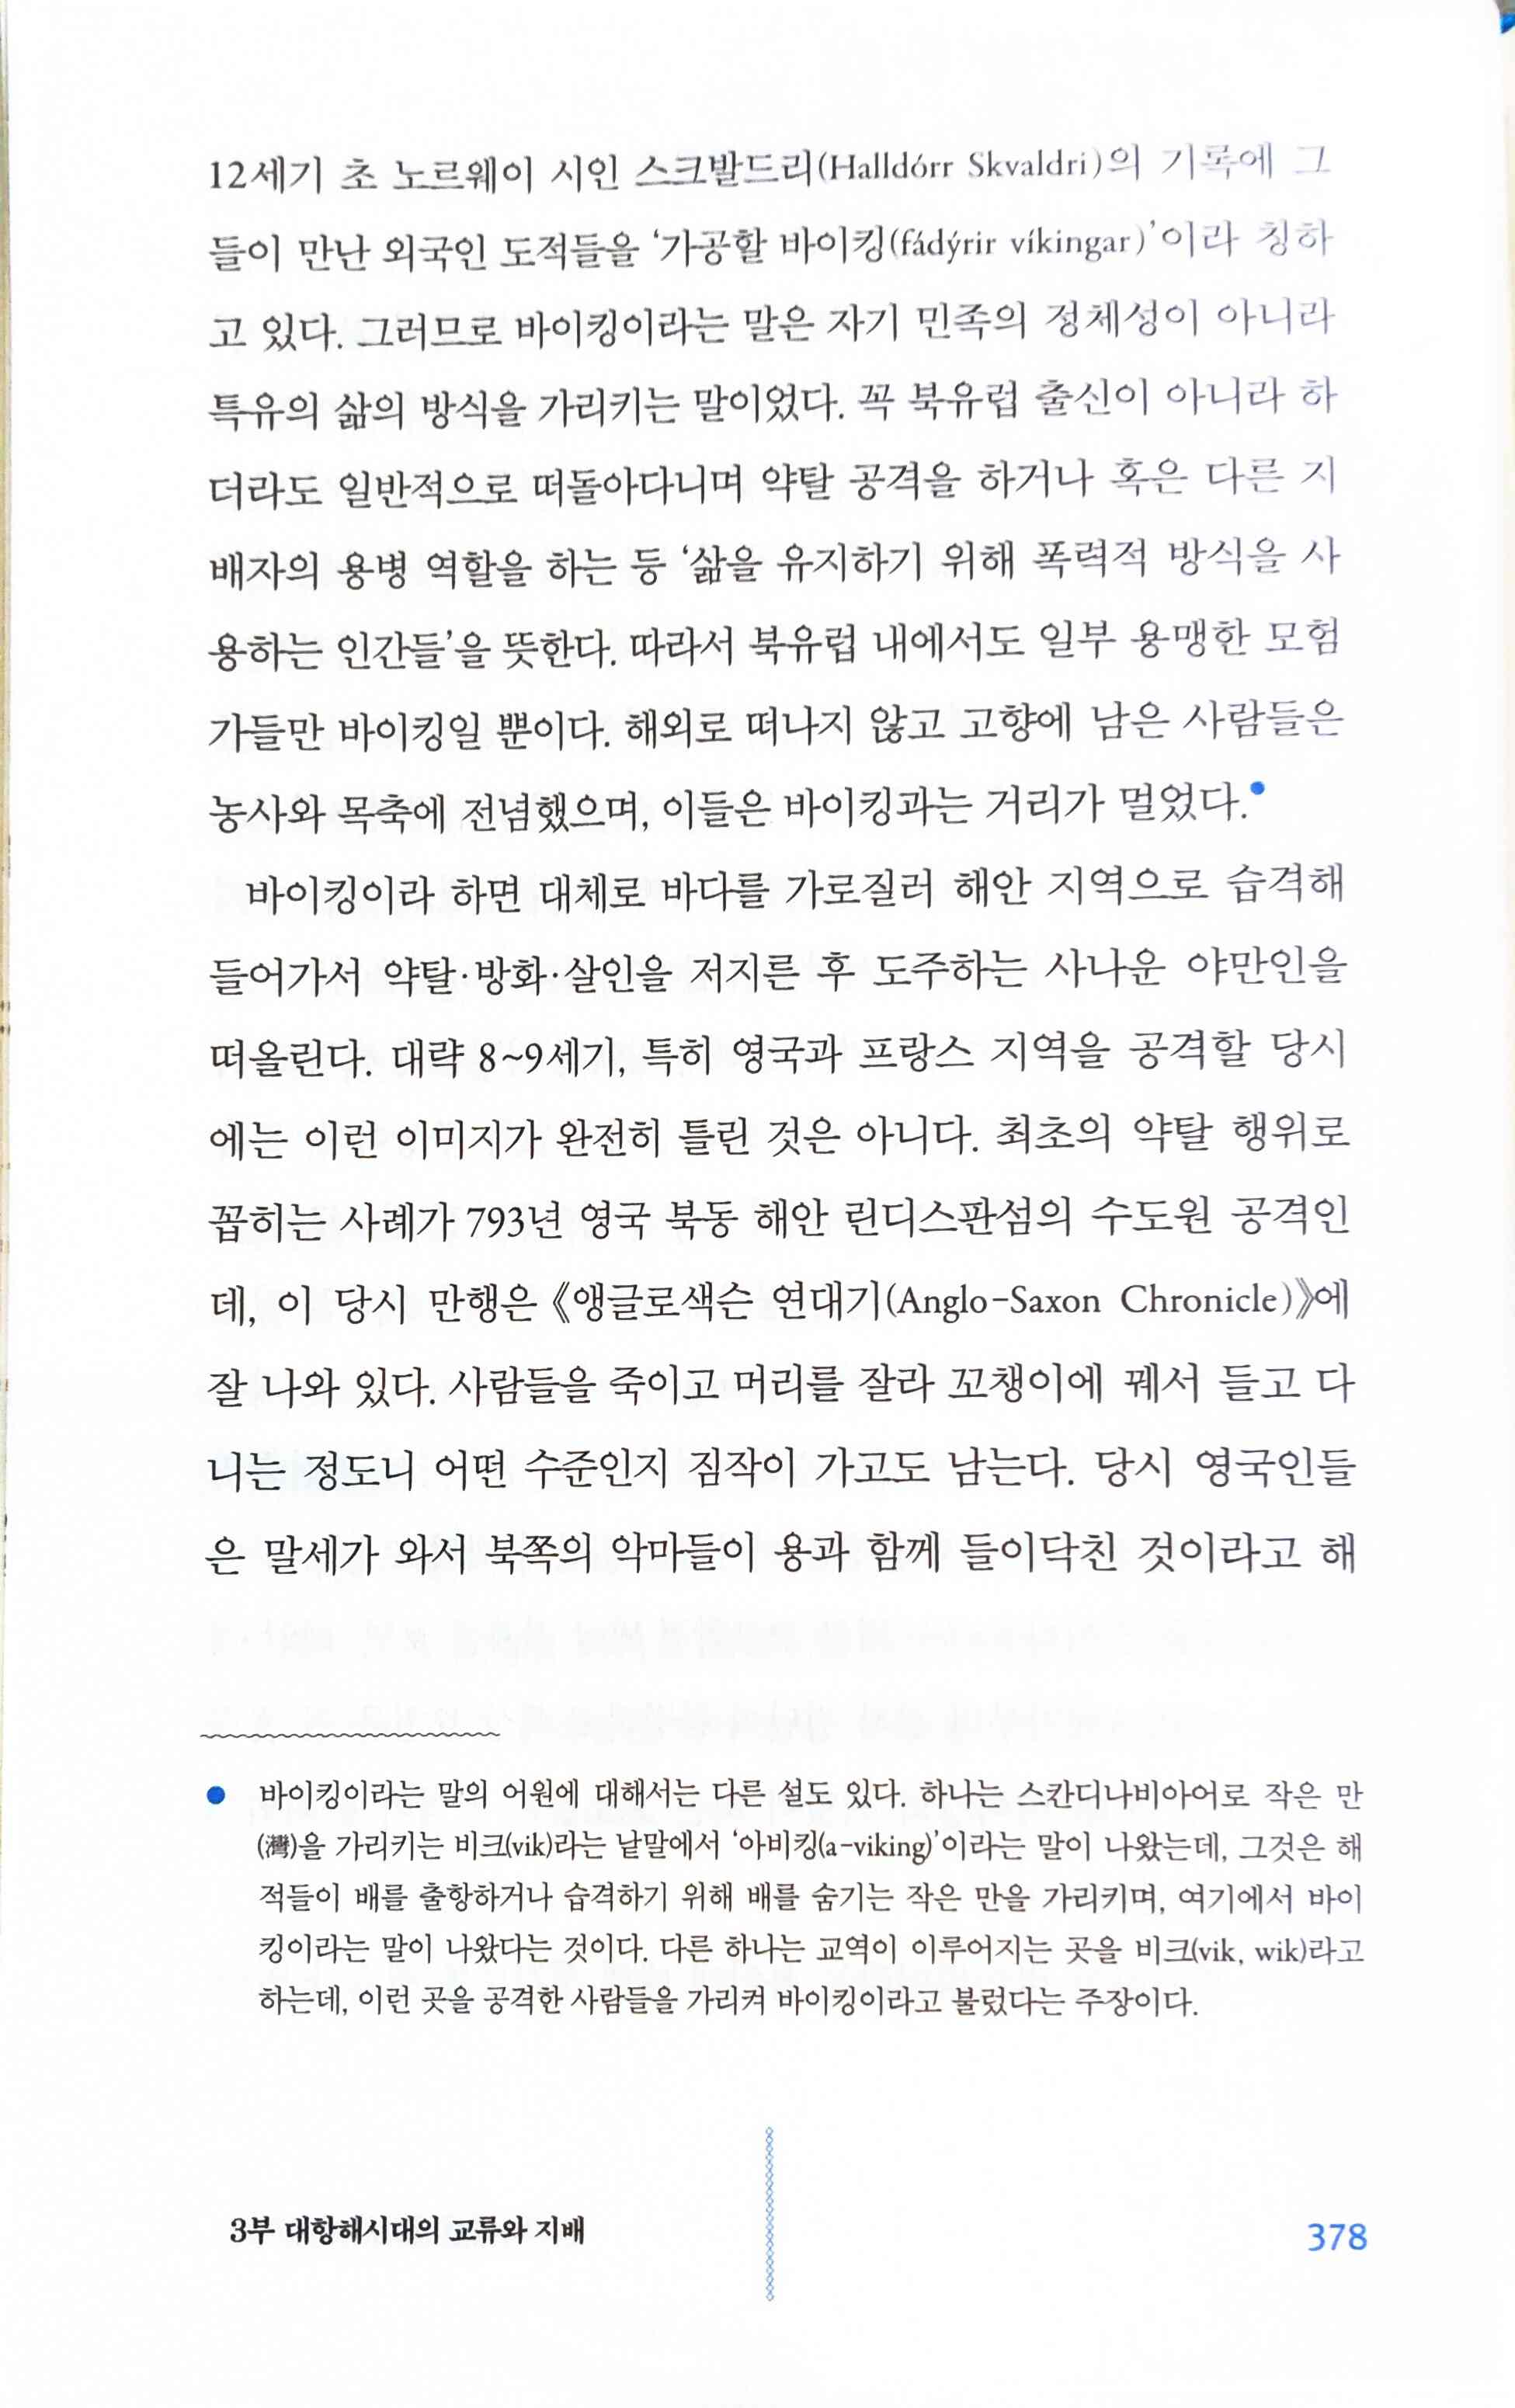 12세기 초 노르웨이 시인 스크발드리(Halldórr Skvaldri)의 기록에 그
들이 만난 외국인 도적들을 ‘가공할 바이킹(fádýrir víkingar)’이라 칭하
고 있다. 그러므로 바이킹이라는 말은 자기 민족의 정체성이 아니라
특유의 삶의 방식을 가리키는 말이었다. 꼭 북유럽 출신이 아니라 하
더라도 일반적으로 떠돌아다니며 약탈 공격을 하거나 혹은 다른 지
배자의 용병 역할을 하는 등 ‘삶을 유지하기 위해 폭력적 방식을 사
용하는 인간들’을 뜻한다. 따라서 북유럽 내에서도 일부 용맹한 모험
가들만 바이킹일 뿐이다. 해외로 떠나지 않고 고향에 남은 사람들은
농사와 목축에 전념했으며, 이들은 바이킹과는 거리가 멀었다.●
바이킹이라 하면 대체로 바다를 가로질러 해안 지역으로 습격해
들어가서 약탈·방화·살인을 저지른 후 도주하는 사나운 야만인을
떠올린다. 대략 8~9세기, 특히 영국과 프랑스 지역을 공격할 당시
에는 이런 이미지가 완전히 틀린 것은 아니다. 최초의 약탈 행위로
꼽히는 사례가 793년 영국 북동 해안 린디스판섬의 수도원 공격인
데, 이 당시 만행은 《앵글로색슨 연대기(Anglo-Saxon Chronicle)》에
잘 나와 있다. 사람들을 죽이고 머리를 잘라 꼬챙이에 꿰서 들고 다
니는 정도니 어떤 수준인지 짐작이 가고도 남는다. 당시 영국인들
은 말세가 와서 북쪽의 악마들이 용과 함께 들이닥친 것이라고 해
● 바이킹이라는 말의 어원에 대해서는 다른 설도 있다. 하나는 스칸디나비아어로 작은 만
(灣)을 가리키는 비크(vik)라는 낱말에서 ‘아비킹(a-viking)’이라는 말이 나왔는데, 그것은 해
적들이 배를 출항하거나 습격하기 위해 배를 숨기는 작은 만을 가리키며, 여기에서 바이
킹이라는 말이 나왔다는 것이다. 다른 하나는 교역이 이루어지는 곳을 비크(vik, wik)라고
하는데, 이런 곳을 공격한 사람들을 가리켜 바이킹이라고 불렀다는 주장이다.
3부 대항해시대의 교류와 지배
378